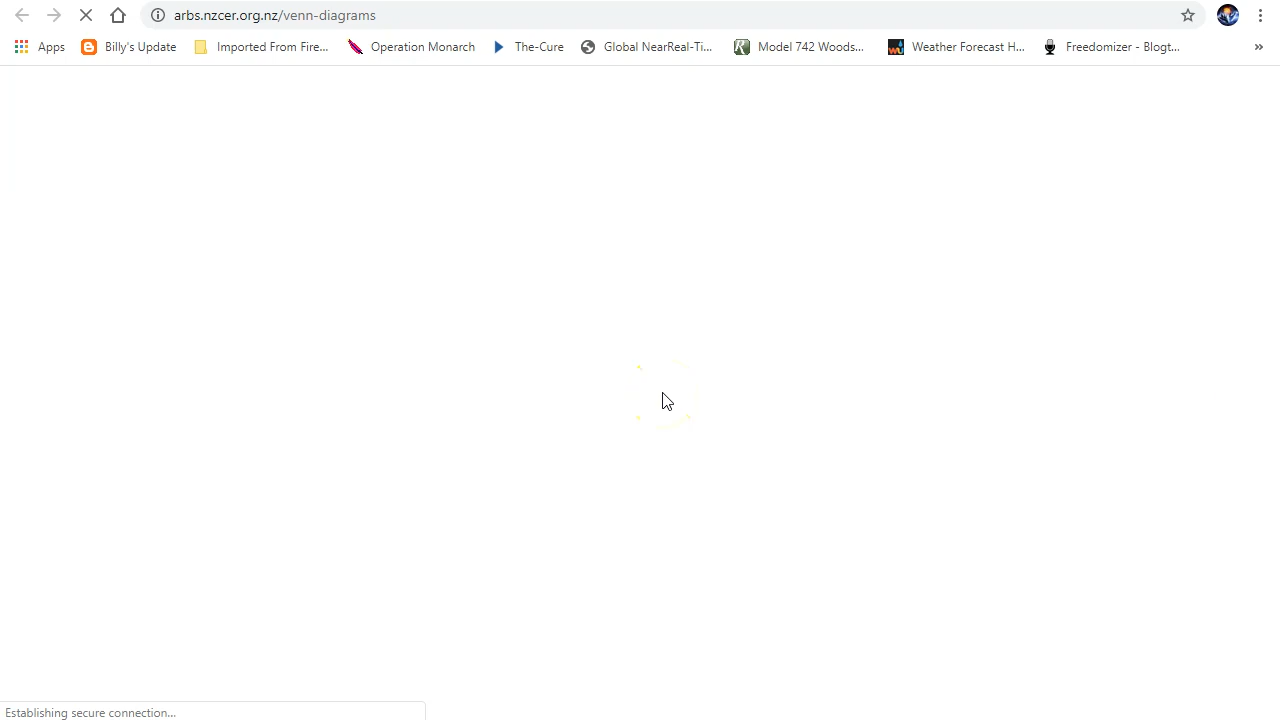 arbs.nzcer.org.nz/venn-diagrams
Apps Billy's Update Imported From Fire... Operation Monarch The-Cure Global NearReal-Ti... Model 742 Woods... Weather Forecast H... Freedomizer - Blogt... »
Establishing secure connection...